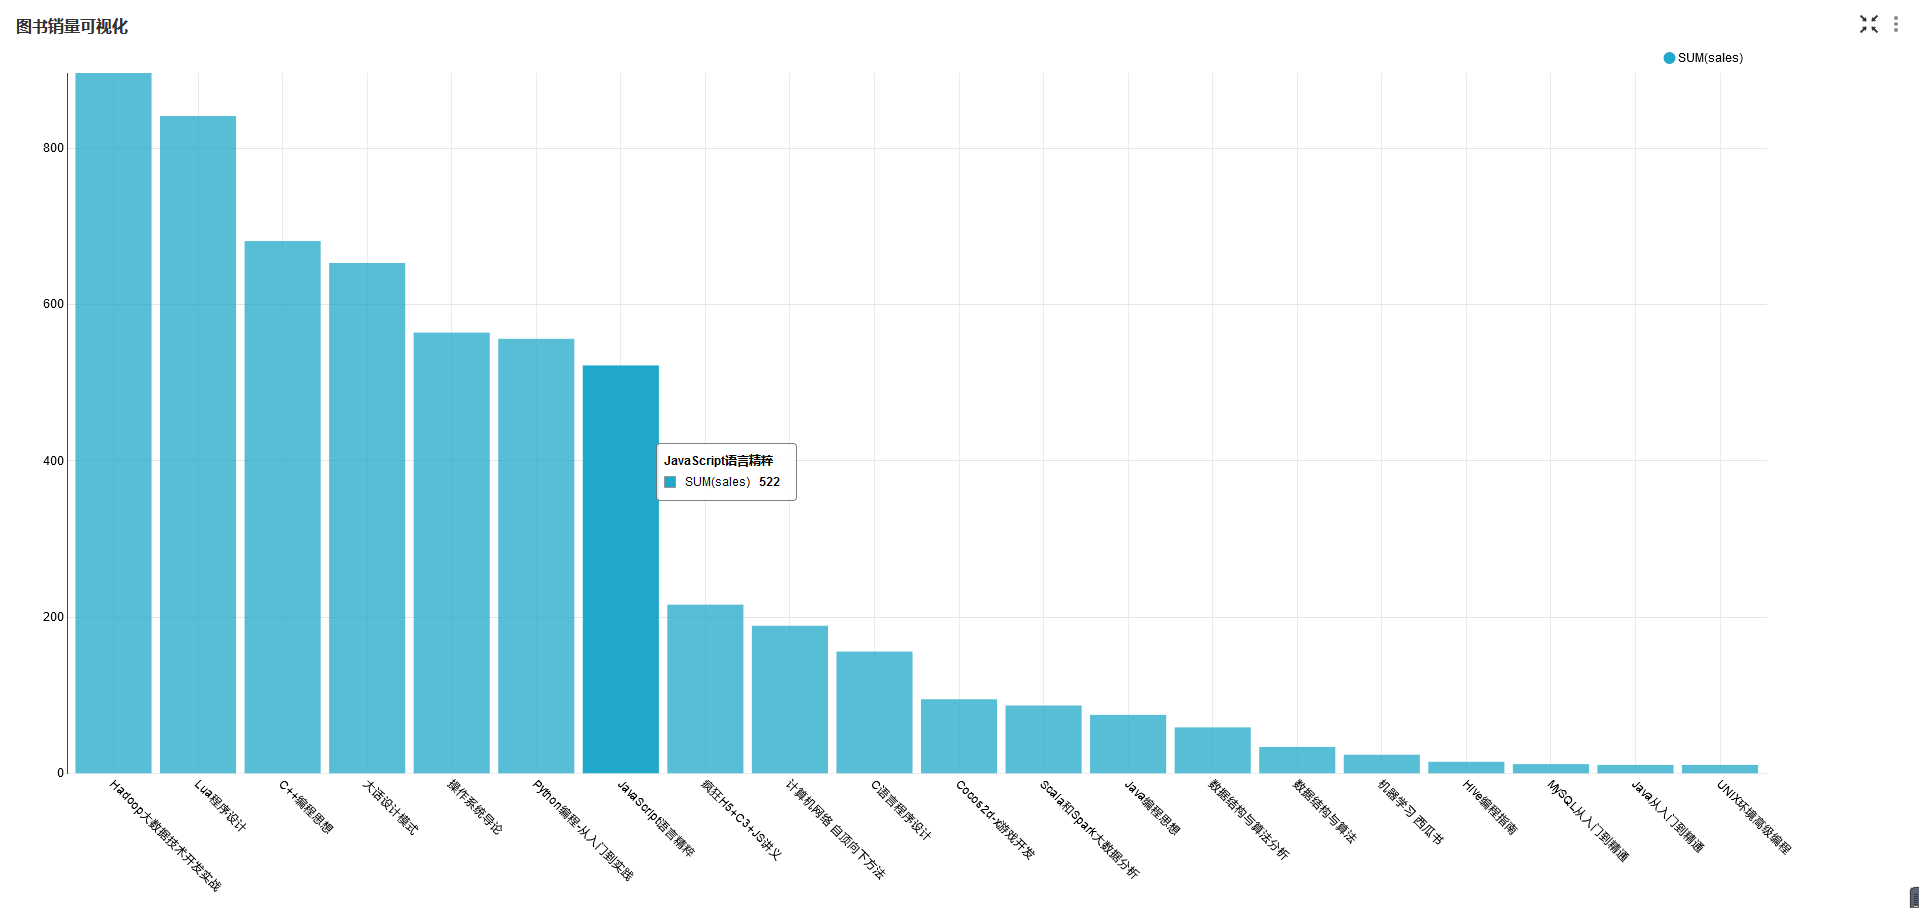 图书销量可视化
SUM(sales)
800
600
400
200
0
JavaScript语言精粹
SUM(sales) 522
Hadoop大数据技术开发实战
Lua程序设计
C++编程思想
大话设计模式
操作系统导论
Python编程-从入门到实践
JavaScript语言精粹
疯狂H5+C3+JS讲义
计算机网络 自顶向下方法
C语言程序设计
Cocos2d-x游戏开发
Scala和Spark大数据分析
Java编程思想
数据结构与算法分析
数据结构与算法
机器学习 西瓜书
Hive编程指南
MySQL从入门到精通
Java从入门到精通
UNIX环境高级编程